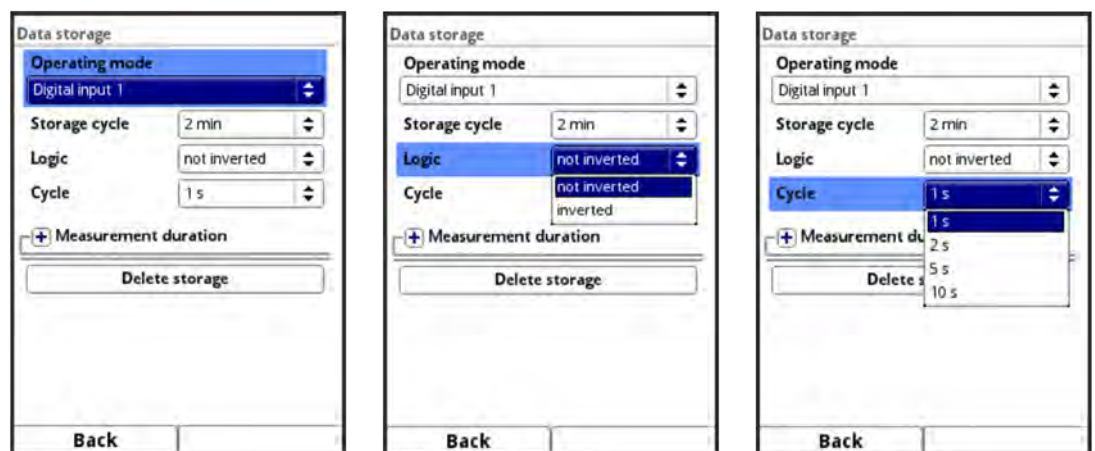 Data storage
Operating mode
Digital input 1
Storage cycle 2 min
Logic not inverted
Cycle 1 s
+ Measurement duration
Delete storage
Back
Data storage
Operating mode
Digital input 1
Storage cycle 2 min
Logic not inverted
not inverted
Cycle
inverted
+ Measurement duration
Delete storage
Back
Data storage
Operating mode
Digital input 1
Storage cycle 2 min
Logic not inverted
Cycle 1 s
1 s
+ Measurement du
2 s
5 s
Delete s
10 s
Back